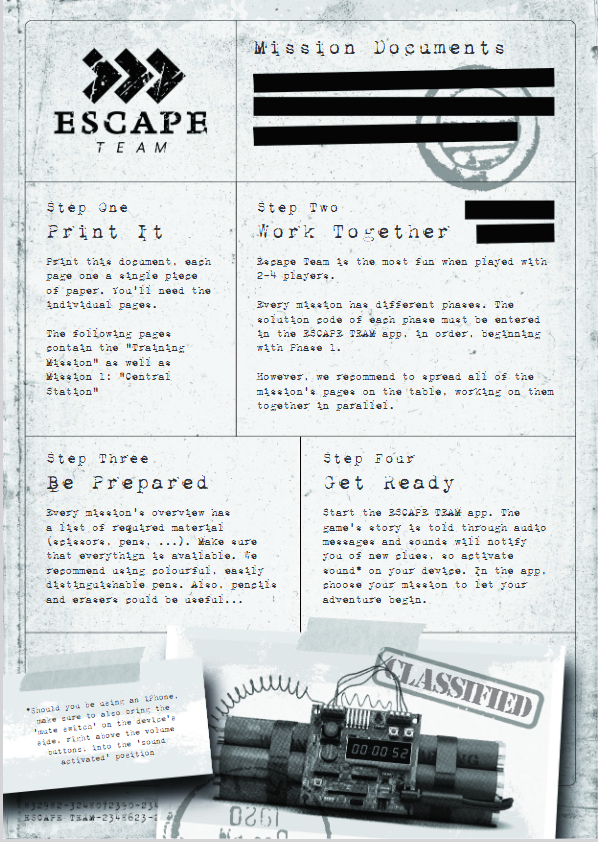 ESCAPE
TEAM
Mission Documents
Step One
Print It
Print this document, each
page one a single piece
of paper. You'll need the
individual pages.
The following pages
contain the "Training
Mission" as well as
Mission 1: "Central
Station"
Step Two
Work Together
Escape Team is the most fun when played with
2-4 players.
Every mission has different phases. The
solution code of each phase must be entered
in the ESCAPE TEAM app, in order, beginning
with Phase 1.
However, we recommend to spread all of the
mission's pages on the table, working on them
together in parallel.
Step Three
Be Prepared
Every mission's overview has
a list of required material
(scissors, pens, ...). Make sure
that everythign is available. We
recommend using colourful, easily
distinguishable pens. Also, pencils
and erasers could be useful...
Step Four
Get Ready
Start the ESCAPE TEAM app. The
game's story is told through audio
messages and sounds will notify
you of new clues, so activate
sound* on your device. In the app,
choose your mission to let your
adventure begin.
CLASSIFIED
*Should you be using an iPhone,
make sure to also bring the
'mute switch' on the device's
side, right above the volume
buttons, into the 'sound
activated' position
00:00 52
ESCAPE TEAM-2348623-2
1980